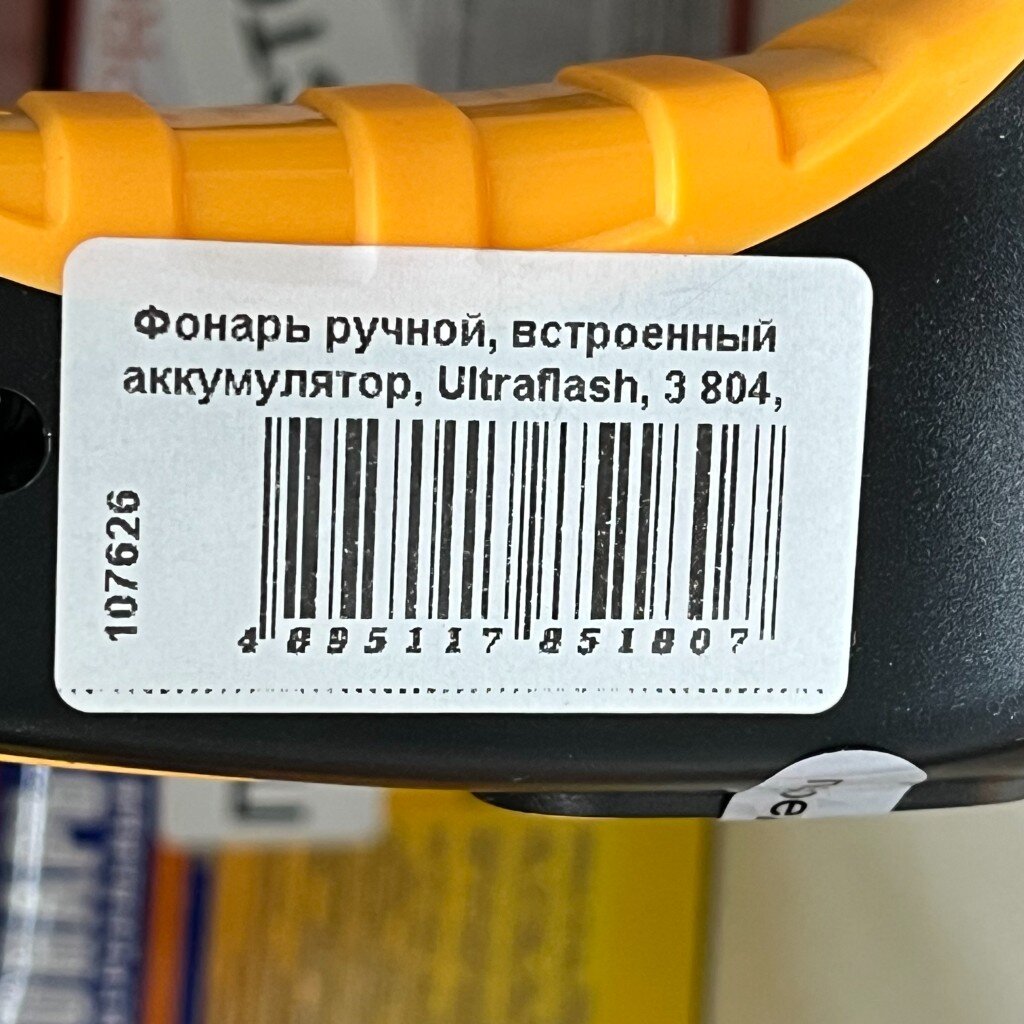 Фонарь ручной, встроенный
аккумулятор, Ultraflash, 3 804,
107626
4 895117 851807